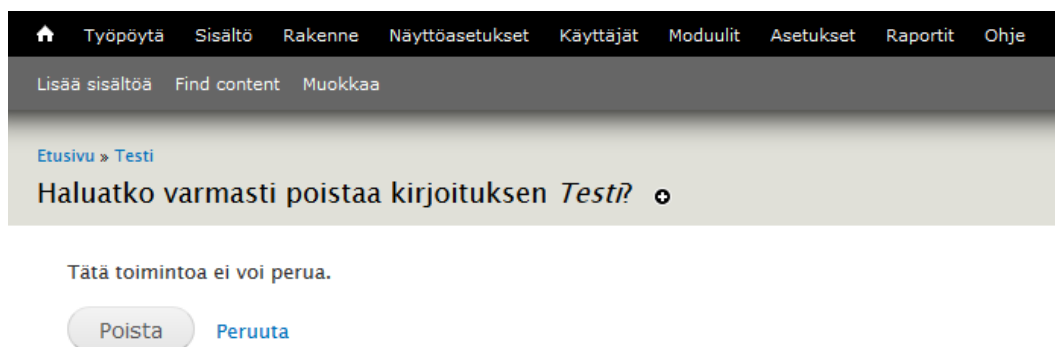 Työpöytä Sisältö Rakenne Näyttöasetukset Käyttäjät Moduulit Asetukset Raportit Ohje
Lisää sisältöä Find content Muokkaa
Etusivu » Testi
Haluatko varmasti poistaa kirjoituksen Testi?
Tätä toimintoa ei voi perua.
Poista Peruuta